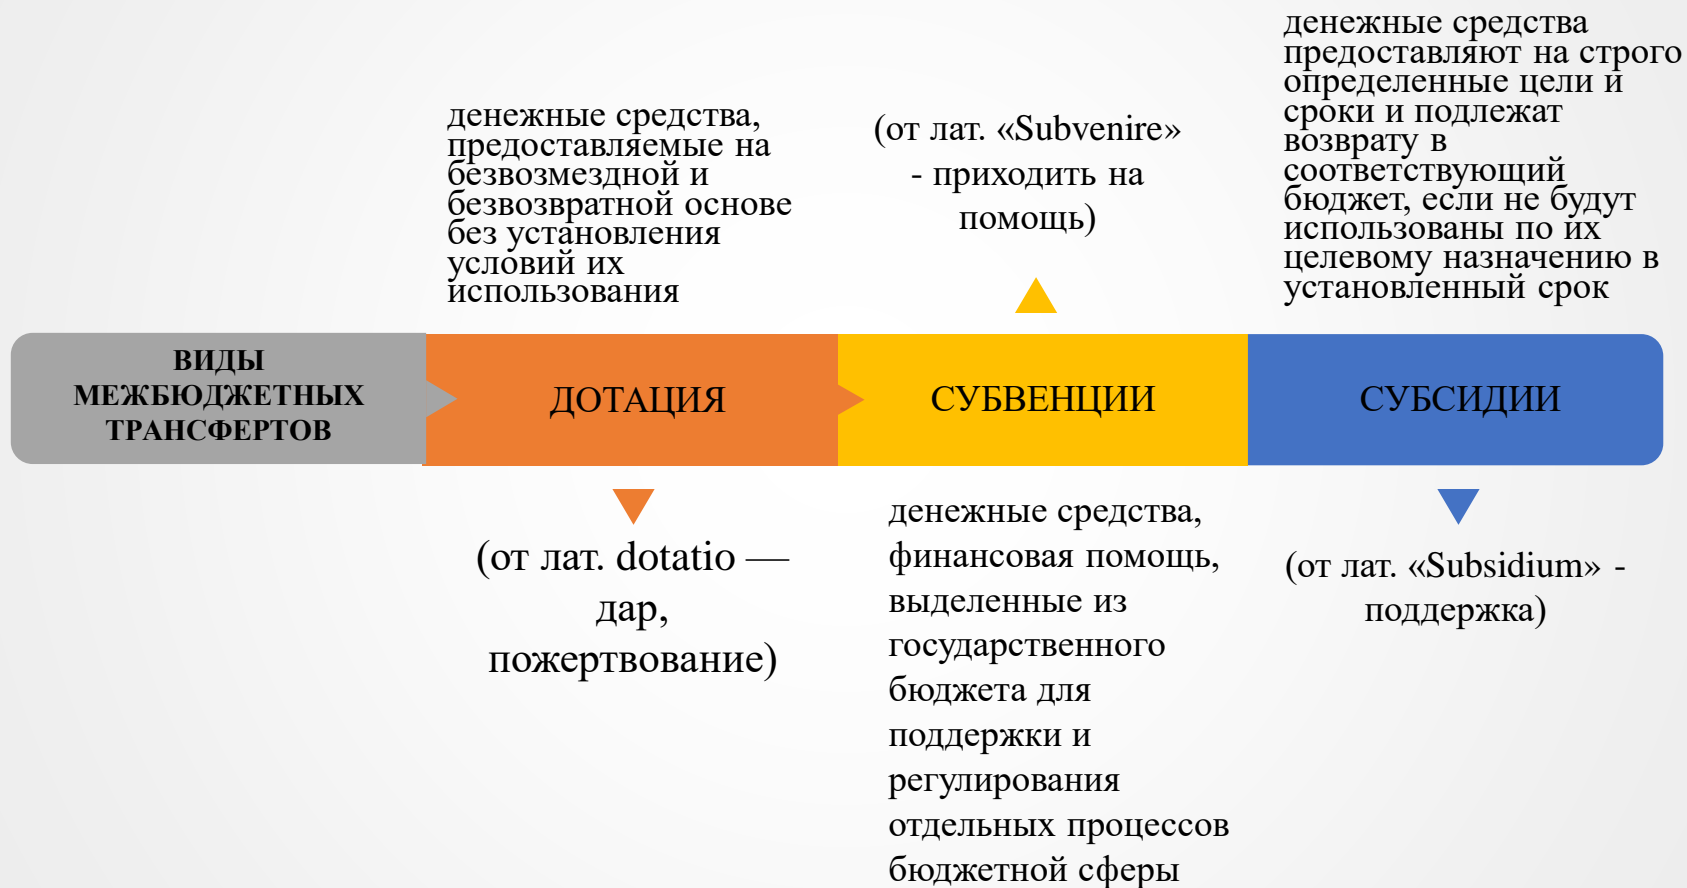 ВИДЫ
МЕЖБЮДЖЕТНЫХ
ТРАНСФЕРТОВ
денежные средства,
предоставляемые на
безвозмездной и
безвозвратной основе
без установления
условий их
использования
ДОТАЦИЯ
(от лат. dotatio —
дар,
пожертвование)
(от лат. «Subvenire»
- приходить на
помощь)
СУБВЕНЦИИ
денежные средства,
финансовая помощь,
выделенные из
государственного
бюджета для
поддержки и
регулирования
отдельных процессов
бюджетной сферы
денежные средства
предоставляют на строго
определенные цели и
сроки и подлежат
возврату в
соответствующий
бюджет, если не будут
использованы по их
целевому назначению в
установленный срок
СУБСИДИИ
(от лат. «Subsidium» -
поддержка)